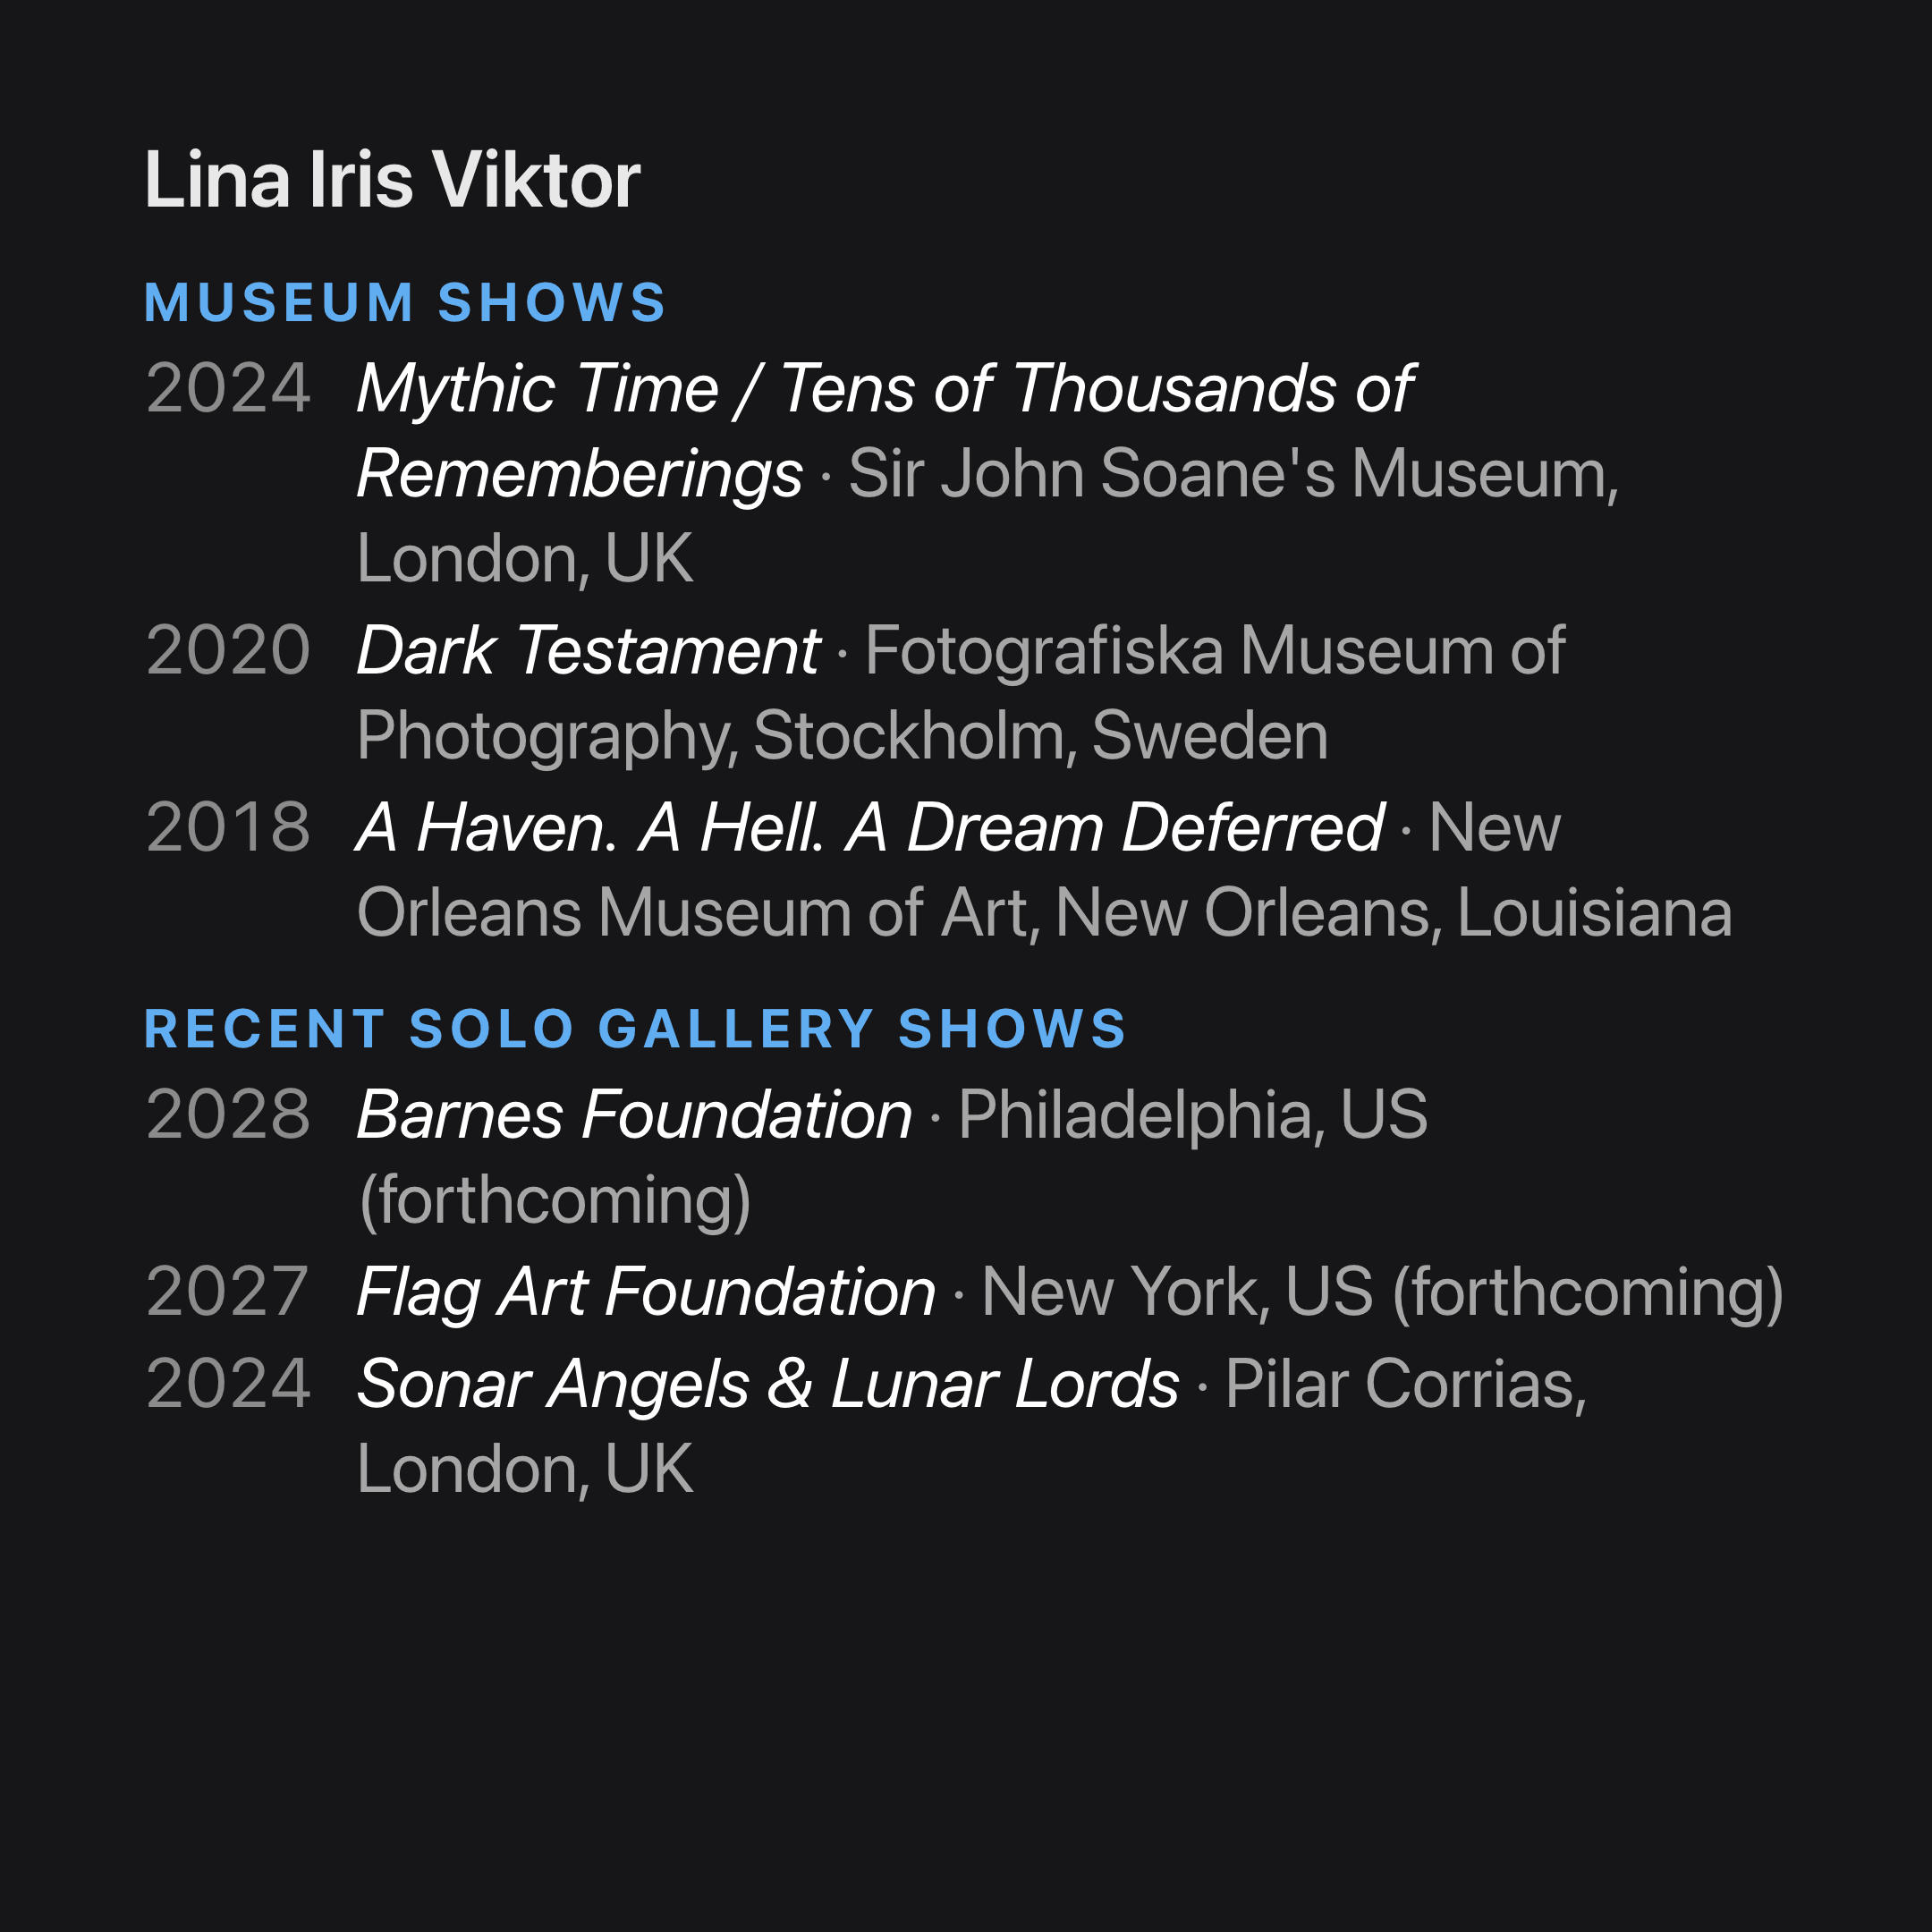 Lina Iris Viktor
MUSEUM SHOWS
2024 Mythic Time / Tens of Thousands of
Rememberings · Sir John Soane's Museum,
London, UK
2020 Dark Testament · Fotografiska Museum of
Photography, Stockholm, Sweden
2018 A Haven. A Hell. A Dream Deferred · New
Orleans Museum of Art, New Orleans, Louisiana
RECENT SOLO GALLERY SHOWS
2028 Barnes Foundation · Philadelphia, US
(forthcoming)
2027 Flag Art Foundation · New York, US (forthcoming)
2024 Sonar Angels & Lunar Lords · Pilar Corrias,
London, UK